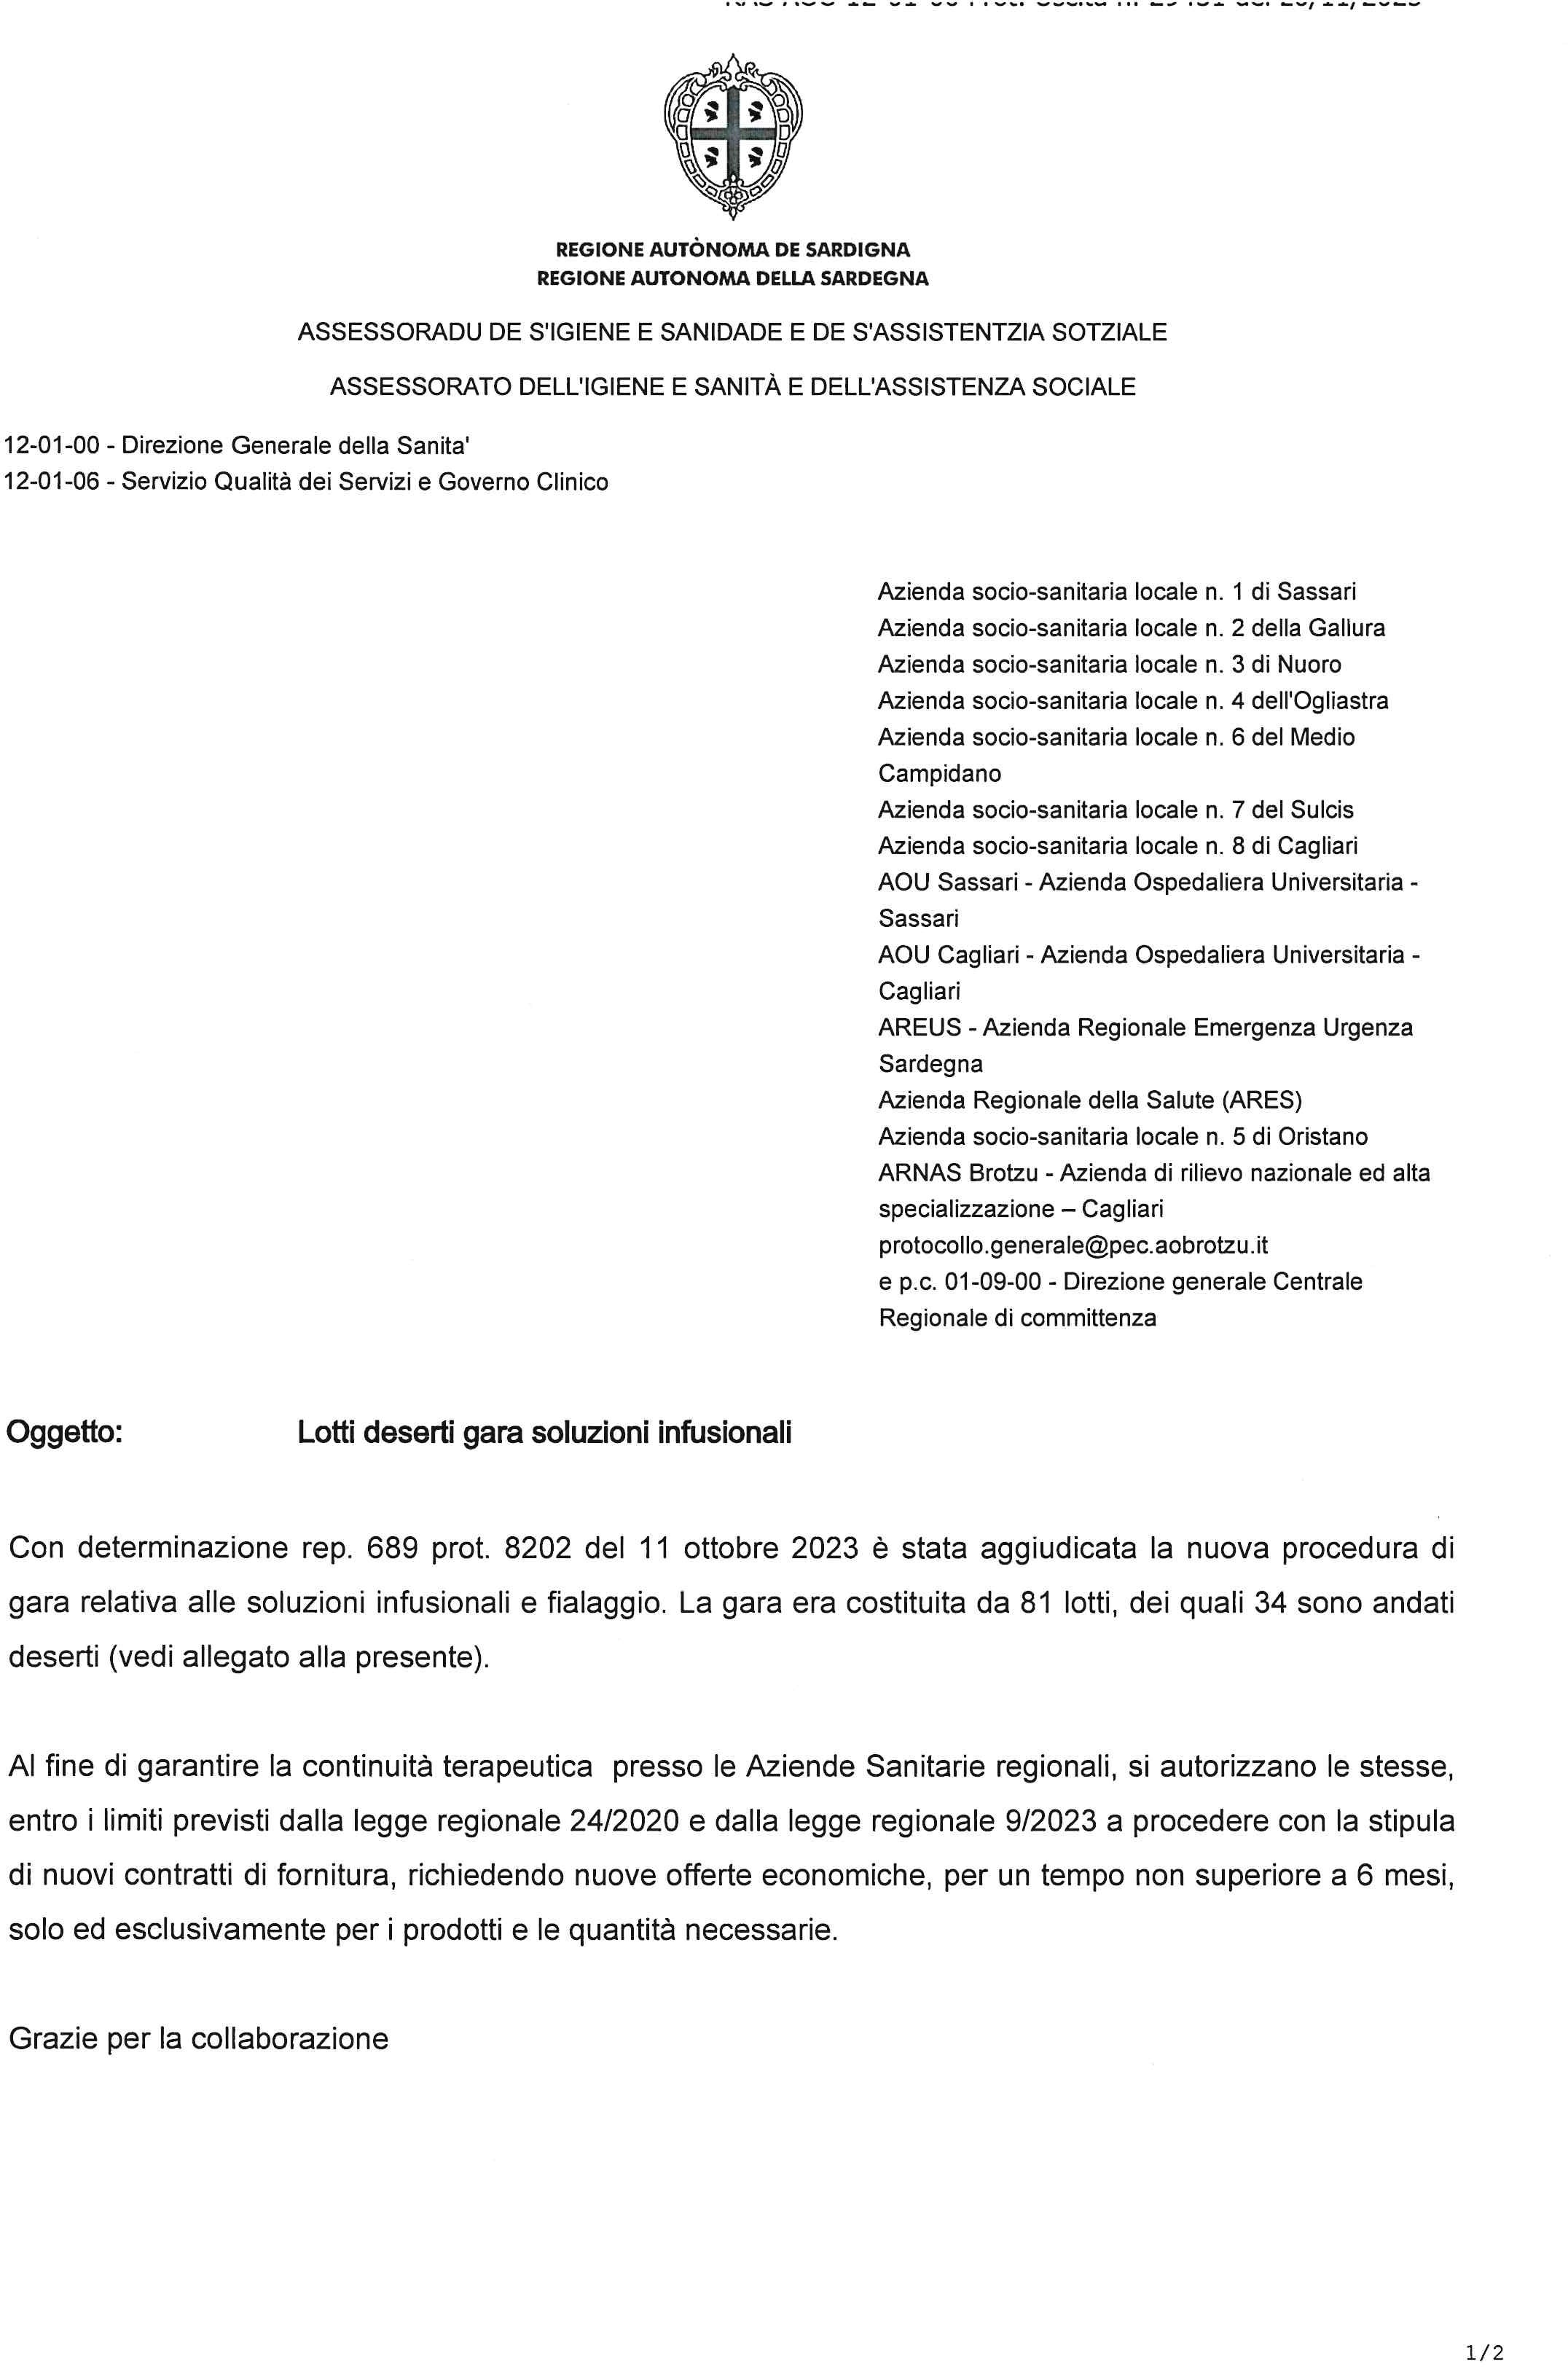 REGIONE AUTÒNOMA DE SARDIGNA
REGIONE AUTONOMA DELLA SARDEGNA
ASSESSORADU DE S'IGIENE E SANIDADE E DE S'ASSISTENTZIA SOTZIALE
ASSESSORATO DELL'IGIENE E SANITÀ E DELL'ASSISTENZA SOCIALE
12-01-00 - Direzione Generale della Sanita'
12-01-06 - Servizio Qualità dei Servizi e Governo Clinico
Azienda socio-sanitaria locale n. 1 di Sassari
Azienda socio-sanitaria locale n. 2 della Gallura
Azienda socio-sanitaria locale n. 3 di Nuoro
Azienda socio-sanitaria locale n. 4 dell'Ogliastra
Azienda socio-sanitaria locale n. 6 del Medio
Campidano
Azienda socio-sanitaria locale n. 7 del Sulcis
Azienda socio-sanitaria locale n. 8 di Cagliari
AOU Sassari - Azienda Ospedaliera Universitaria -
Sassari
AOU Cagliari - Azienda Ospedaliera Universitaria -
Cagliari
AREUS - Azienda Regionale Emergenza Urgenza
Sardegna
Azienda Regionale della Salute (ARES)
Azienda socio-sanitaria locale n. 5 di Oristano
ARNAS Brotzu - Azienda di rilievo nazionale ed alta
specializzazione – Cagliari
protocollo.generale@pec.aobrotzu.it
e p.c. 01-09-00 - Direzione generale Centrale
Regionale di committenza
Oggetto: Lotti deserti gara soluzioni infusionali
Con determinazione rep. 689 prot. 8202 del 11 ottobre 2023 è stata aggiudicata la nuova procedura di
gara relativa alle soluzioni infusionali e fialaggio. La gara era costituita da 81 lotti, dei quali 34 sono andati
deserti (vedi allegato alla presente).
Al fine di garantire la continuità terapeutica presso le Aziende Sanitarie regionali, si autorizzano le stesse,
entro i limiti previsti dalla legge regionale 24/2020 e dalla legge regionale 9/2023 a procedere con la stipula
di nuovi contratti di fornitura, richiedendo nuove offerte economiche, per un tempo non superiore a 6 mesi,
solo ed esclusivamente per i prodotti e le quantità necessarie.
Grazie per la collaborazione
1/2